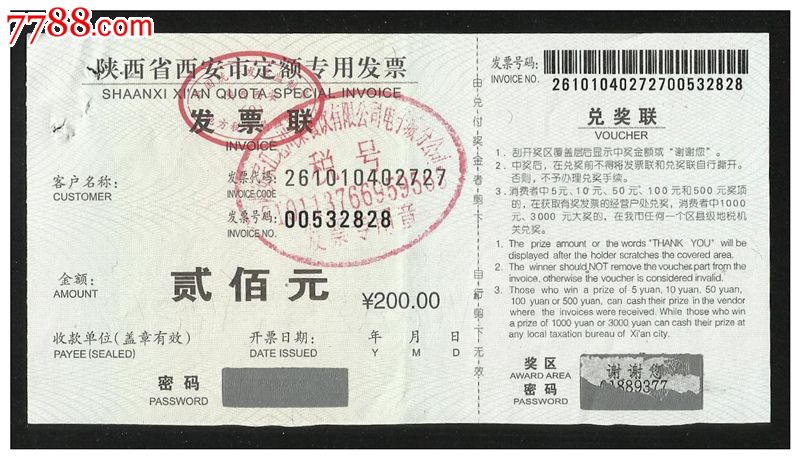 7788.com
陕西省西安市定额专用发票
SHAANXI XI'AN QUOTA SPECIAL INVOICE
发票联
INVOICE
客户名称:
CUSTOMER
发票代码:
INVOICE CODE
261010402727
发票号码:
INVOICE NO.
00532828
税号
发票专用章
金额:
AMOUNT
贰佰元
¥200.00
收款单位(盖章有效)
PAYEE (SEALED)
开票日期:
DATE ISSUED
年 月 日
Y M D
密码
PASSWORD
由兑付奖金者剪下
自行剪下无效
发票号码:
INVOICE NO.
26101040272700532828
兑奖联
VOUCHER
1. 刮开奖区覆盖层后显示中奖金额或“谢谢您”。
2. 中奖后,在兑奖前不得将发票联和兑奖联自行撕开。
否则,不予办理兑奖手续。
3. 消费者中5元、10元、50元、100元和500元奖项
的,在获取有奖发票的经营户处兑奖,消费者中1000
元、3000元大奖的,在我市任何一个区县级地税机
关兑奖。
1. The prize amount or the words "THANK YOU" will be
displayed after the holder scratches the covered area.
2. The winner should NOT remove the voucher part from the
invoice, otherwise the voucher is considered invalid.
3. Those who win a prize of 5 yuan, 10 yuan, 50 yuan,
100 yuan or 500 yuan, can cash their prize in the vendor
where the invoices were received. While those who win
a prize of 1000 yuan or 3000 yuan can cash their prize at
any local taxation bureau of Xi'an city.
奖区
AWARD AREA
谢谢您
密码
PASSWORD
01889377